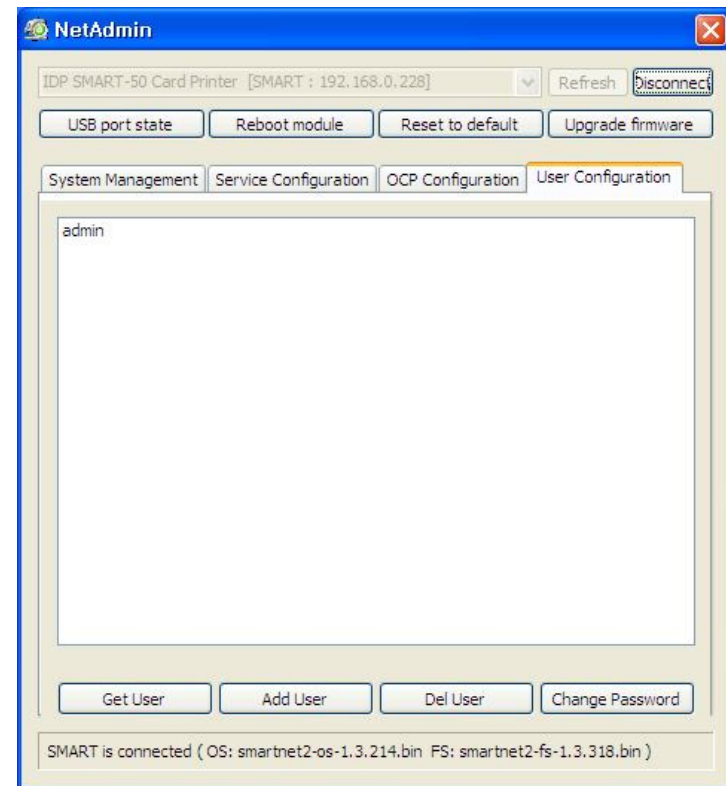 NetAdmin
IDP SMART-50 Card Printer [SMART : 192.168.0.228] Refresh Disconnect
USB port state Reboot module Reset to default Upgrade firmware
System Management Service Configuration OCP Configuration User Configuration
admin
Get User Add User Del User Change Password
SMART is connected ( OS: smartnet2-os-1.3.214.bin FS: smartnet2-fs-1.3.318.bin )